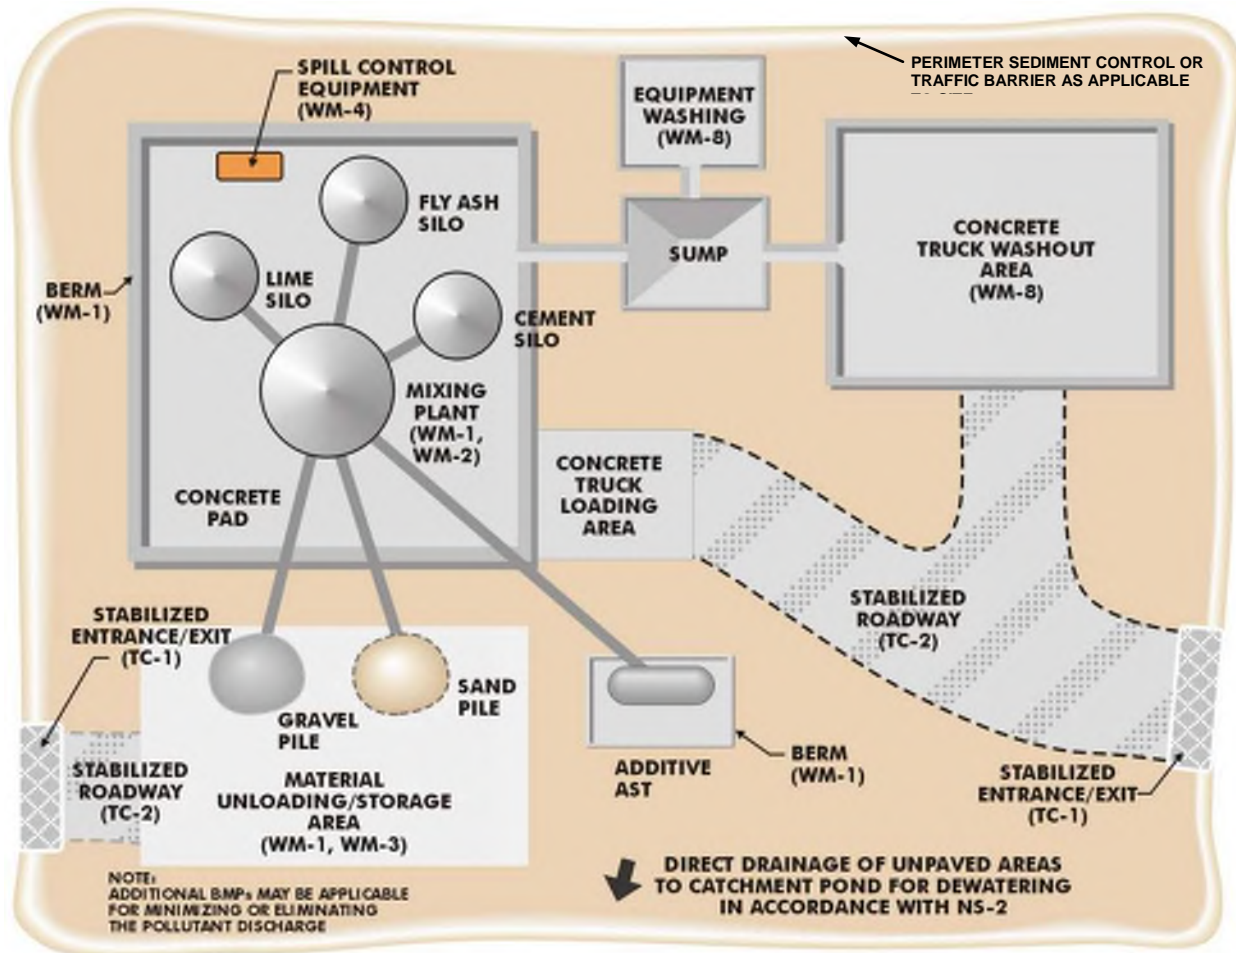 SPILL CONTROL
EQUIPMENT
(WM-4)
PERIMETER SEDIMENT CONTROL OR
TRAFFIC BARRIER AS APPLICABLE
EQUIPMENT
WASHING
(WM-8)
FLY ASH
SILO
SUMP
CONCRETE
TRUCK WASHOUT
AREA
(WM-8)
LIME
SILO
BERM
(WM-1)
CEMENT
SILO
MIXING
PLANT
(WM-1,
WM-2)
CONCRETE
PAD
CONCRETE
TRUCK
LOADING
AREA
STABILIZED
ENTRANCE/EXIT
(TC-1)
STABILIZED
ROADWAY
(TC-2)
GRAVEL
PILE
SAND
PILE
STABILIZED
ROADWAY
(TC-2)
MATERIAL
UNLOADING/STORAGE
AREA
(WM-1, WM-3)
ADDITIVE
AST
BERM
(WM-1)
STABILIZED
ENTRANCE/EXIT
(TC-1)
NOTE:
ADDITIONAL BMPs MAY BE APPLICABLE
FOR MINIMIZING OR ELIMINATING
THE POLLUTANT DISCHARGE
DIRECT DRAINAGE OF UNPAVED AREAS
TO CATCHMENT POND FOR DEWATERING
IN ACCORDANCE WITH NS-2